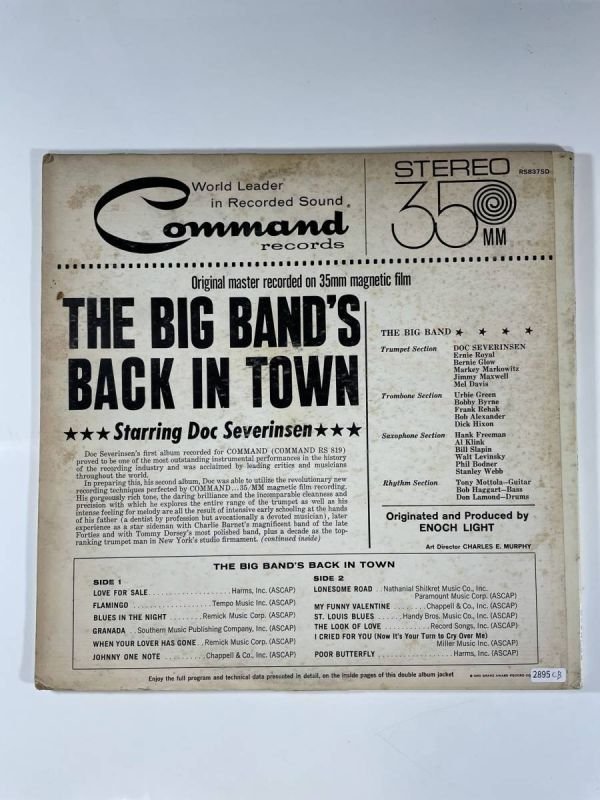 World Leader
in Recorded Sound
Command
records
STEREO
RS837SD
35
MM
Original master recorded on 35mm magnetic film
THE BIG BAND'S
BACK IN TOWN
★★★Starring Doc Severinsen★★★
Doc Severinsen's first album recorded for COMMAND (COMMAND RS 819)
proved to be one of the most outstanding instrumental performances in the history
of the recording industry and was acclaimed by leading critics and musicians
throughout the world.
In preparing this, his second album, Doc was able to utilize the revolutionary new
recording techniques perfected by COMMAND...35/MM magnetic film recording.
His gorgeously rich tone, the daring brilliance and the incomparable cleanness and
precision with which he explores the entire range of the trumpet as well as his
intense feeling for melody are all the result of intensive early schooling at the hands
of his father (a dentist by profession but avocationally a devoted musician), later
experience as a star sideman with Charlie Barnet's magnificent band of the late
Forties and with Tommy Dorsey's most polished band, plus a decade as the top-
ranking trumpet man in New York's studio firmament. (continued inside)
THE BIG BAND ★ ★ ★ ★
Trumpet Section DOC SEVERINSEN
Ernie Royal
Bernie Glow
Markey Markowitz
Jimmy Maxwell
Mel Davis
Trombone Section Urbie Green
Bobby Byrne
Frank Rehak
Bob Alexander
Dick Hixon
Saxophone Section Hank Freeman
Al Klink
Bill Slapin
Walt Levinsky
Phil Bodner
Stanley Webb
Rhythm Section Tony Mottola—Guitar
Bob Haggart—Bass
Don Lamond—Drums
Originated and Produced by
ENOCH LIGHT
Art Director CHARLES E. MURPHY
THE BIG BAND'S BACK IN TOWN
SIDE 1
LOVE FOR SALE Harms, Inc. (ASCAP)
FLAMINGO Tempo Music Inc. (ASCAP)
BLUES IN THE NIGHT Remick Music Corp. (ASCAP)
GRANADA Southern Music Publishing Company, Inc. (ASCAP)
WHEN YOUR LOVER HAS GONE Remick Music Corp. (ASCAP)
JOHNNY ONE NOTE Chappell & Co., Inc. (ASCAP)
SIDE 2
LONESOME ROAD Nathanial Shilkret Music Co., Inc.
Paramount Music Corp. (ASCAP)
MY FUNNY VALENTINE Chappell & Co., Inc. (ASCAP)
ST. LOUIS BLUES Handy Bros. Music Co., Inc. (ASCAP)
THE LOOK OF LOVE Record Songs, Inc. (ASCAP)
I CRIED FOR YOU (Now It's Your Turn to Cry Over Me)
Miller Music Inc. (ASCAP)
POOR BUTTERFLY Harms, Inc. (ASCAP)
Enjoy the full program and technical data presented in detail, on the inside pages of this double album jacket
GRAND AWARD RECORD CO.
2895 CB